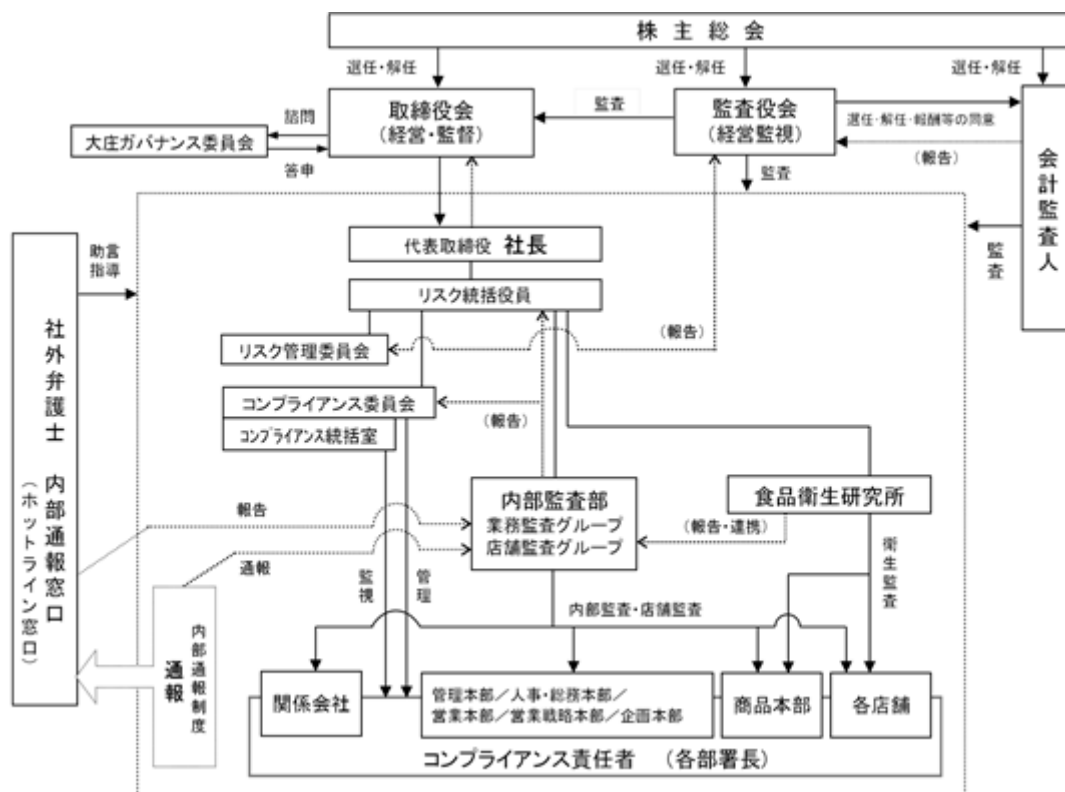 株主総会
選任・解任
選任・解任
選任・解任
取締役会
(経営・監督)
監査
監査役会
(経営監視)
選任・解任・報酬等の同意
(報告)
会計監査人
諮問
大庄ガバナンス委員会
答申
監査
監査
代表取締役 社長
助言
指導
リスク統括役員
リスク管理委員会
(報告)
コンプライアンス委員会
コンプライアンス統括室
(報告)
社外弁護士 内部通報窓口
(ホットライン窓口)
内部監査部
業務監査グループ
店舗監査グループ
食品衛生研究所
(報告・連携)
報告
通報
監視
管理
衛生監査
内部監査・店舗監査
内部通報制度
通報
関係会社
管理本部/人事・総務本部/
営業本部/営業戦略本部/企画本部
商品本部
各店舗
コンプライアンス責任者 (各部署長)